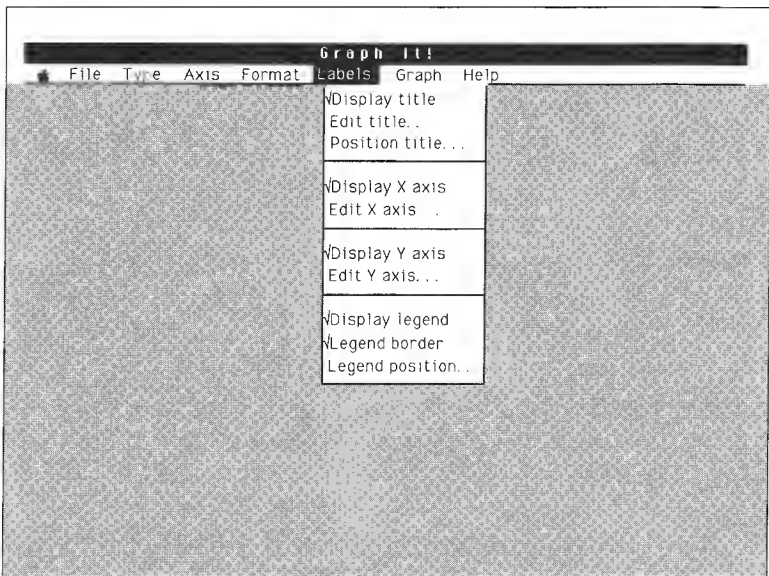 Graph It!
File Type Axis Format Labels Graph Help
√Display title
Edit title. .
Position title. . .
√Display X axis
Edit X axis .
√Display Y axis
Edit Y axis. . .
√Display legend
√Legend border
Legend position. .